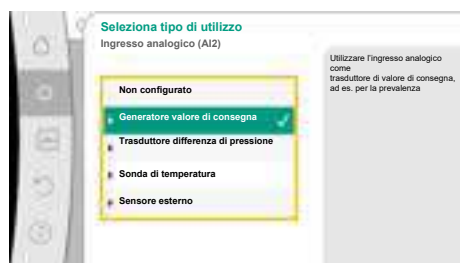 Seleziona tipo di utilizzo
Ingresso analogico (AI2)
Utilizzare l'ingresso analogico
come
trasduttore di valore di consegna,
ad es. per la prevalenza
Non configurato
Generatore valore di consegna
Trasduttore differenza di pressione
Sonda di temperatura
Sensore esterno